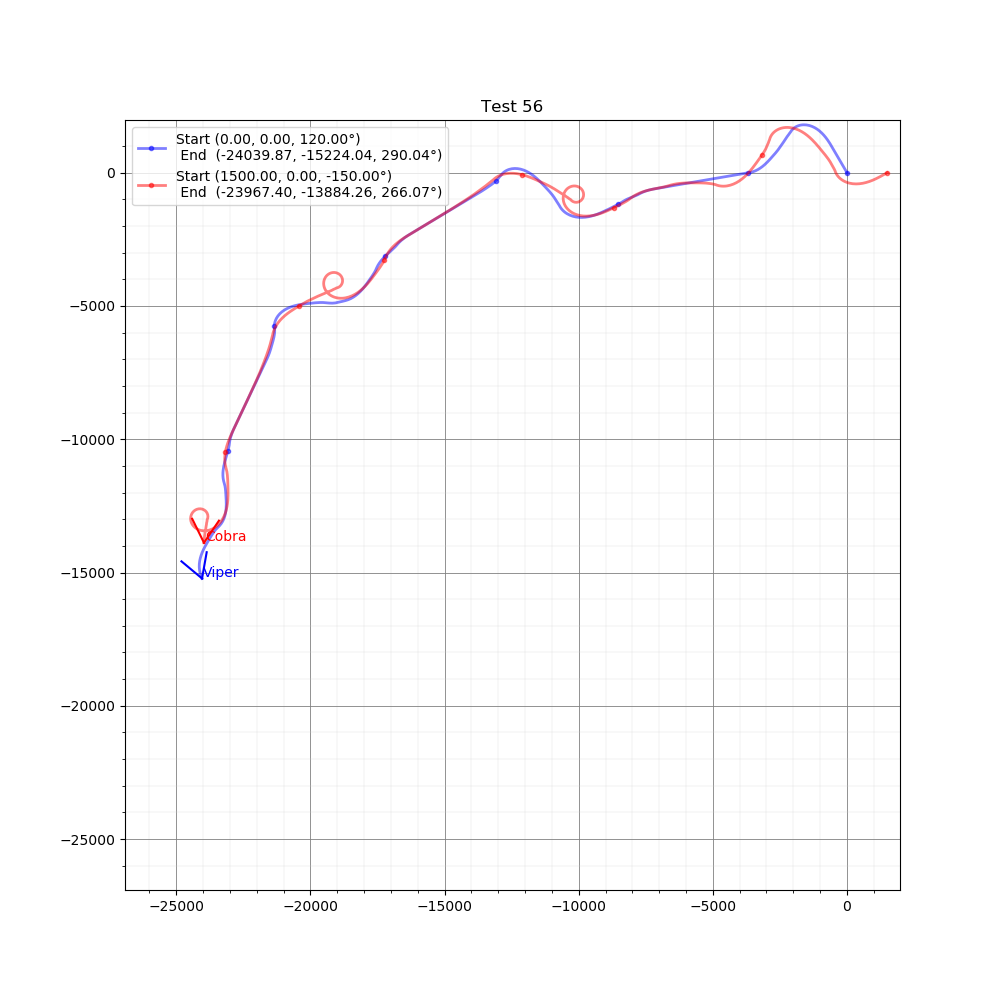 Test 56
Start (0.00, 0.00, 120.00°)
End  (-24039.87, -15224.04, 290.04°)
Start (1500.00, 0.00, -150.00°)
End  (-23967.40, -13884.26, 266.07°)
0
−5000
−10000
−15000
−20000
−25000
Cobra
Viper
−25000 −20000 −15000 −10000 −5000 0